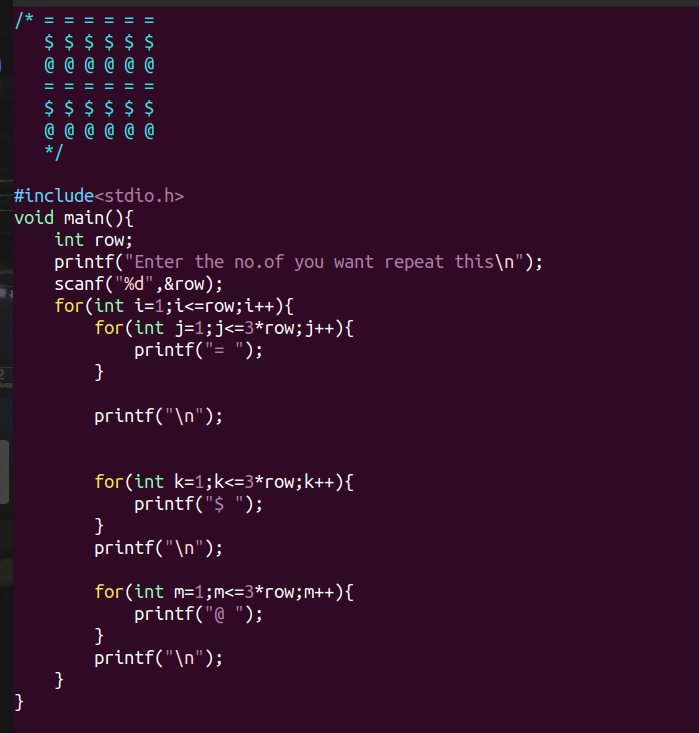 /* = = = = = =
   $ $ $ $ $ $
   @ @ @ @ @ @
   = = = = = =
   $ $ $ $ $ $
   @ @ @ @ @ @
   */

#include<stdio.h>
void main(){
    int row;
    printf("Enter the no.of you want repeat this\n");
    scanf("%d",&row);
    for(int i=1;i<=row;i++){
        for(int j=1;j<=3*row;j++){
            printf("= ");
        }

        printf("\n");


        for(int k=1;k<=3*row;k++){
            printf("$ ");
        }
        printf("\n");

        for(int m=1;m<=3*row;m++){
            printf("@ ");
        }
        printf("\n");
    }
}